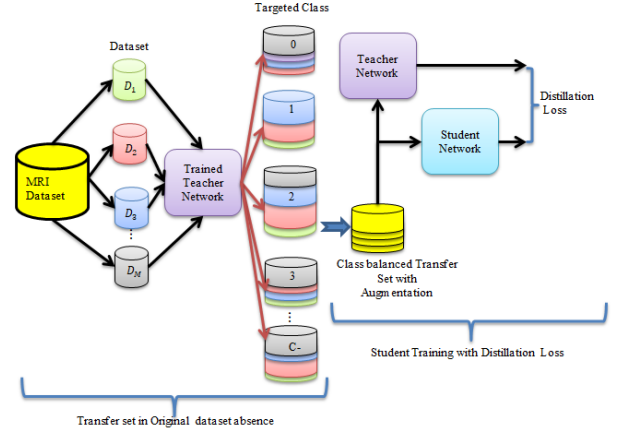 Targeted Class
Dataset
D1
D2
D3
DM
MRI
Dataset
Trained
Teacher
Network
0
1
2
3
C-
Teacher
Network
Student
Network
Distillation
Loss
Class balanced Transfer
Set with
Augmentation
Student Training with Distillation Loss
Transfer set in Original dataset absence